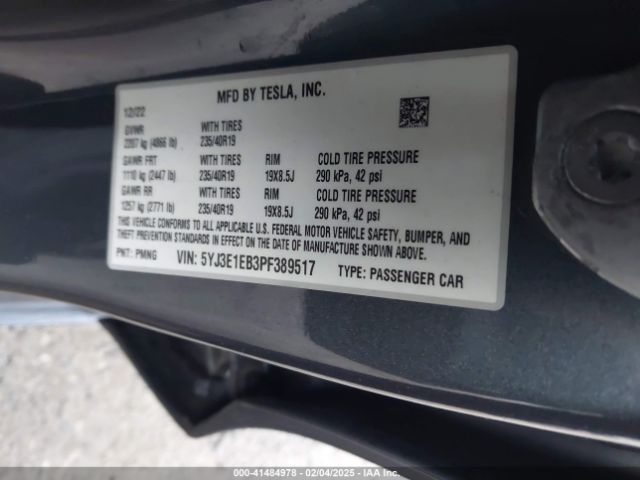 MFD BY TESLA, INC.
12/22
GVWR WITH TIRES
2207 kg (4866 lb) 235/40R19
GAWR FRT WITH TIRES RIM COLD TIRE PRESSURE
1110 kg (2447 lb) 235/40R19 19X8.5J 290 kPa, 42 psi
GAWR RR WITH TIRES RIM COLD TIRE PRESSURE
1257 kg (2771 lb) 235/40R19 19X8.5J 290 kPa, 42 psi
THIS VEHICLE CONFORMS TO ALL APPLICABLE U.S. FEDERAL MOTOR VEHICLE SAFETY, BUMPER, AND
THEFT PREVENTION STANDARDS IN EFFECT ON THE DATE OF MANUFACTURE SHOWN ABOVE.
PNT: PMNG VIN: 5YJ3E1EB3PF389517 TYPE: PASSENGER CAR
000-41484978 - 02/04/2025 - IAA Inc.